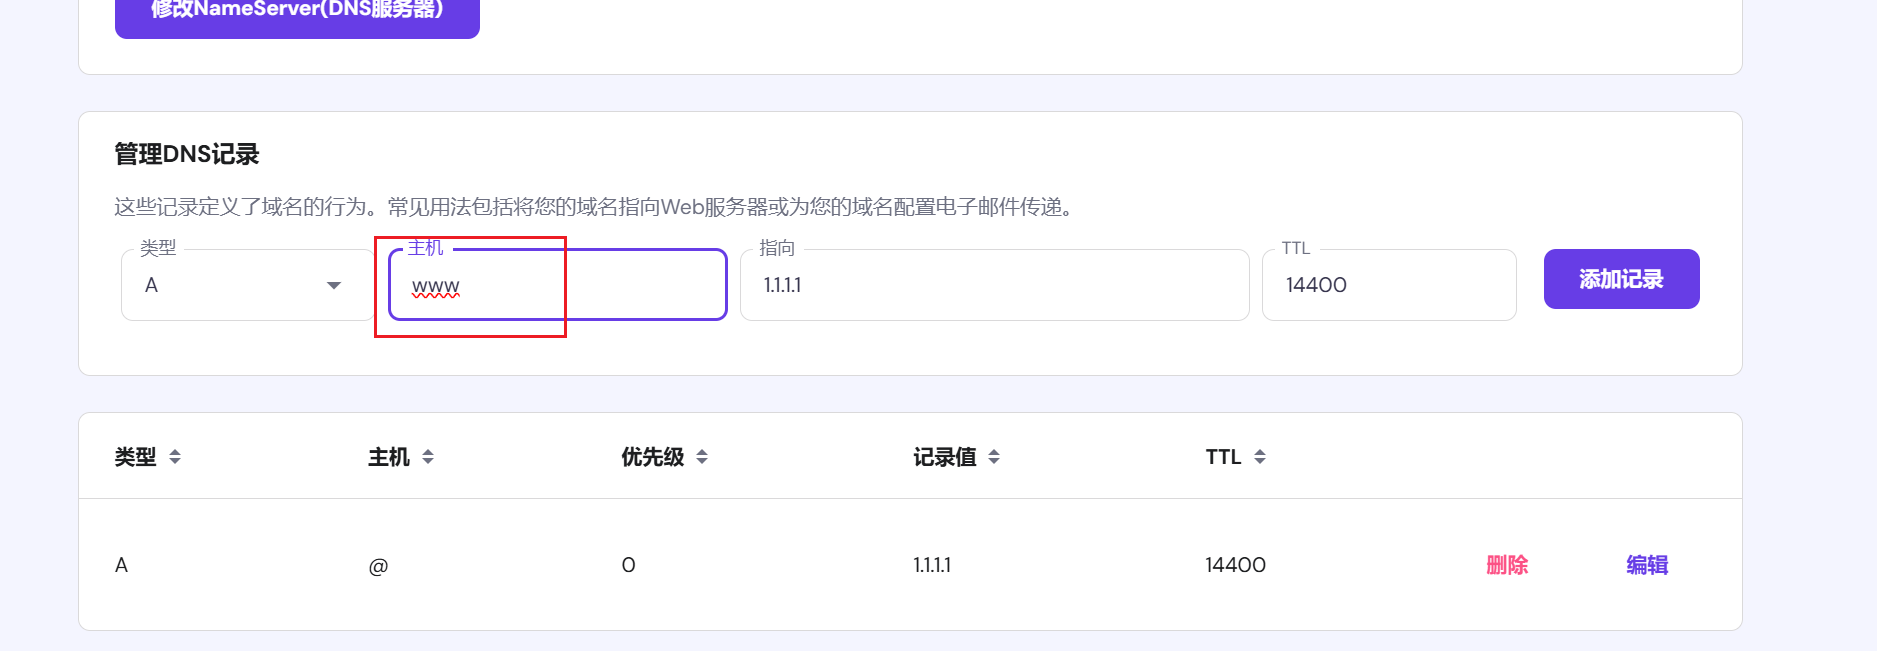 修改NameServer(DNS服务器)
管理DNS记录
这些记录定义了域名的行为。常见用法包括将您的域名指向Web服务器或为您的域名配置电子邮件传递。
类型 主机 指向 TTL
A www 1.1.1.1 14400 添加记录
类型 主机 优先级 记录值 TTL
A @ 0 1.1.1.1 14400 删除 编辑